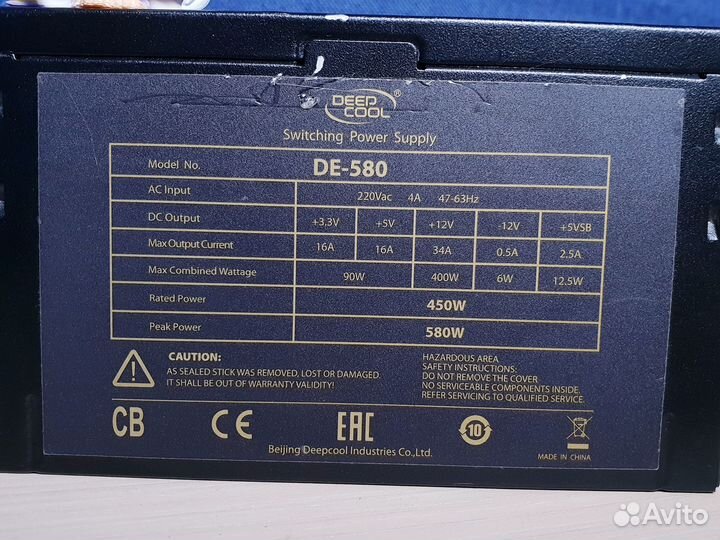 DEEP
COOL ®
Switching Power Supply
Model No. DE-580
AC Input 220Vac 4A 47-63Hz
DC Output +3.3V +5V +12V -12V +5VSB
Max Output Current 16A 16A 34A 0.5A 2.5A
Max Combined Wattage 90W 400W 6W 12.5W
Rated Power 450W
Peak Power 580W
CAUTION:
AS SEALED STICK WAS REMOVED, LOST OR DAMAGED.
IT SHALL BE OUT OF WARRANTY VALIDITY!
HAZARDOUS AREA
SAFETY INSTRUCTIONS:
DO NOT REMOVE THE COVER
NO SERVICEABLE COMPONENTS INSIDE.
REFER SERVICING TO QUALIFIED SERVICE.
CB CE EAC 10
Beijing Deepcool Industries Co.,Ltd.
MADE IN CHINA
Avito